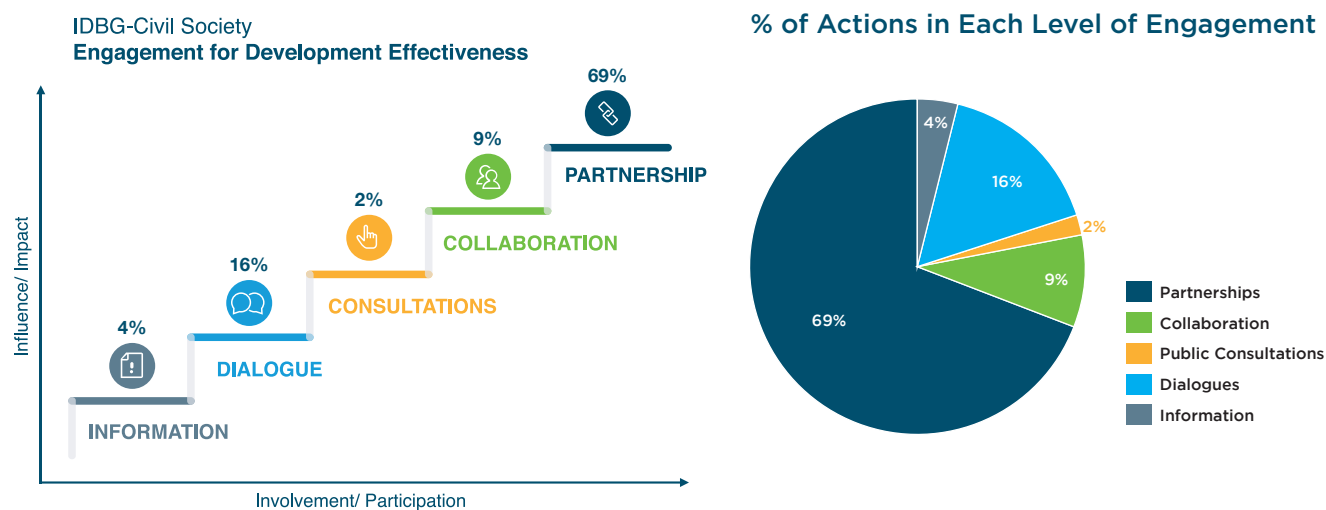 IDBG-Civil Society
Engagement for Development Effectiveness
69%
PARTNERSHIP
9%
COLLABORATION
2%
CONSULTATIONS
16%
DIALOGUE
4%
INFORMATION
Influence/ Impact
Involvement/ Participation
% of Actions in Each Level of Engagement
4%
16%
2%
9%
69%
Partnerships
Collaboration
Public Consultations
Dialogues
Information